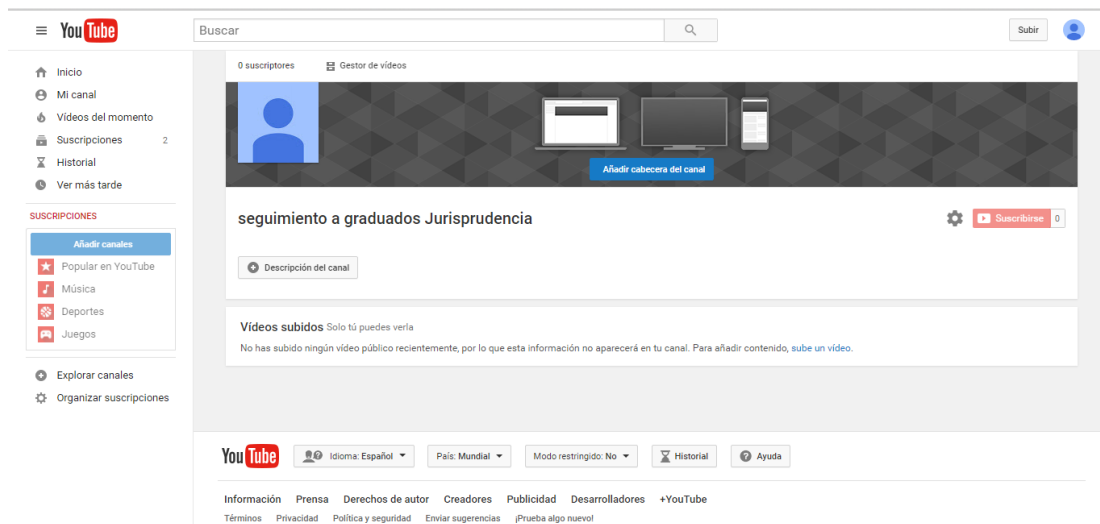 YouTube
Buscar
Subir
Inicio
Mi canal
Vídeos del momento
Suscripciones 2
Historial
Ver más tarde
SUSCRIPCIONES
Añadir canales
Popular en YouTube
Música
Deportes
Juegos
Explorar canales
Organizar suscripciones
0 suscriptores Gestor de vídeos
Añadir cabecera del canal
seguimiento a graduados Jurisprudencia
Suscribirse 0
Descripción del canal
Vídeos subidos Solo tú puedes verla
No has subido ningún vídeo público recientemente, por lo que esta información no aparecerá en tu canal. Para añadir contenido, sube un vídeo.
YouTube Idioma: Español País: Mundial Modo restringido: No Historial Ayuda
Información Prensa Derechos de autor Creadores Publicidad Desarrolladores +YouTube
Términos Privacidad Política y seguridad Enviar sugerencias ¡Prueba algo nuevo!